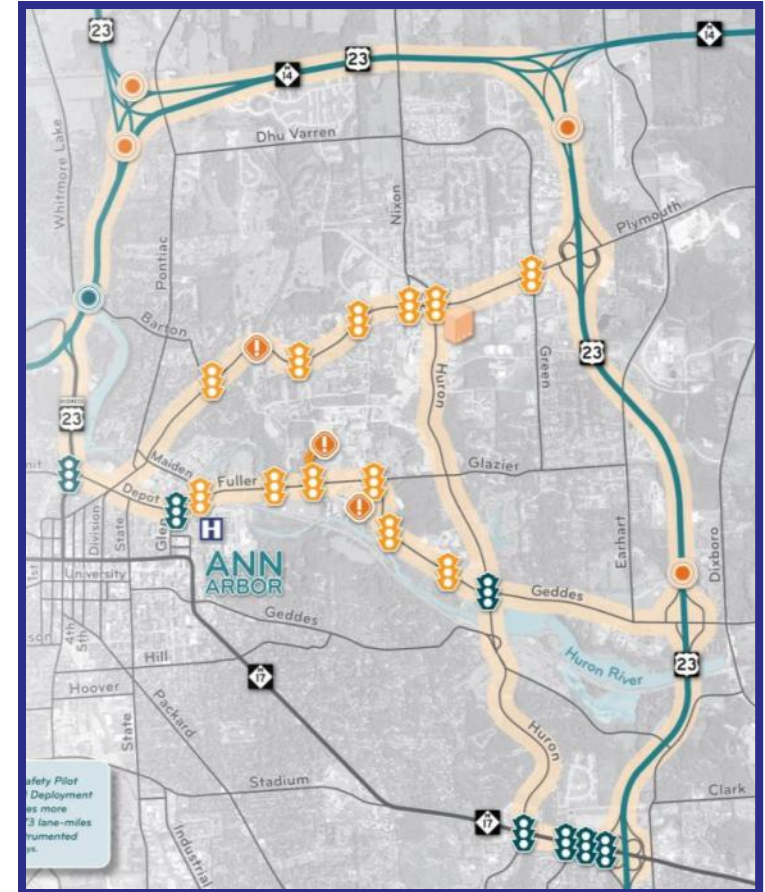 23
M
14
23
M
14
Whitmore Lake
Dhu Varren
Nixon
Plymouth
Pontiac
Barton
Huron
Green
23
BUSINESS
23
Maiden
Glazier
Fuller
Depot
Glen
H
Division
State
ANN
ARBOR
Earhart
Dixboro
1st
University
Geddes
Geddes
4th
5th
Hill
Huron River
23
Hoover
M
17
Packard
State
Huron
Stadium
Clark
afety Pilot
Deployment
es more
73 lane-miles
trumented
ys.
M
17
Industrial